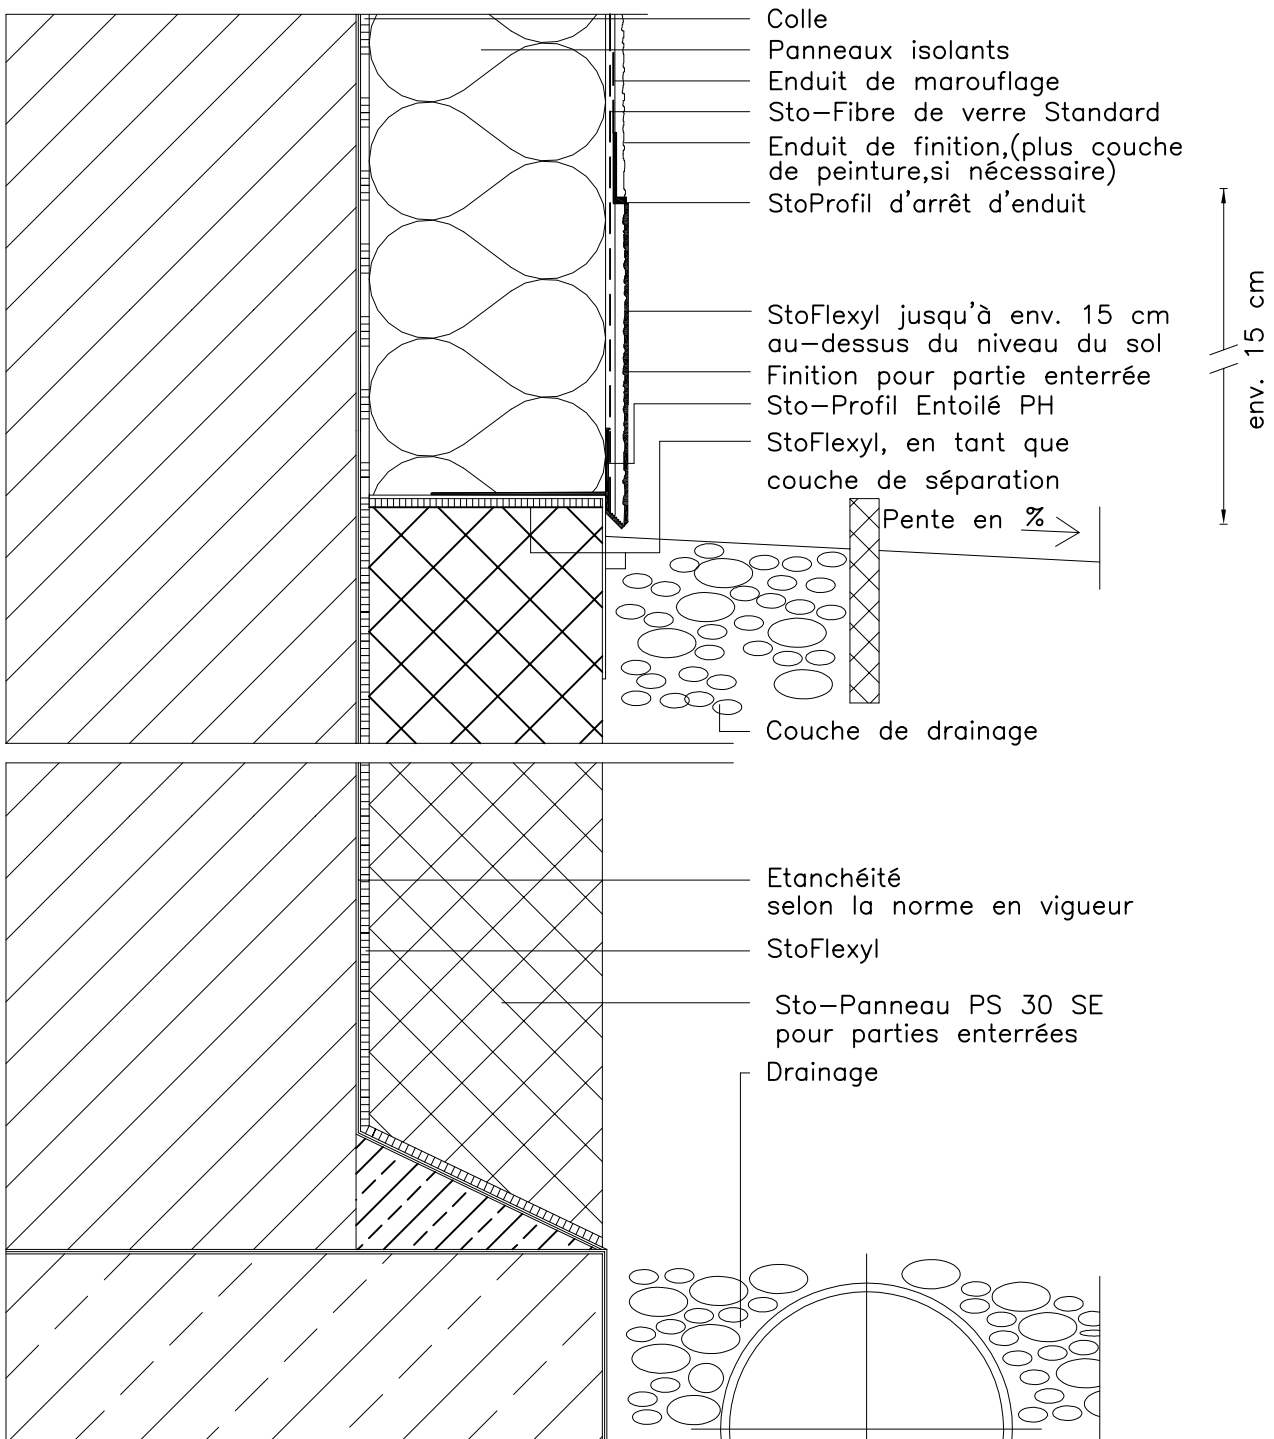 Colle
Panneaux isolants
Enduit de marouflage
Sto-Fibre de verre Standard
Enduit de finition,(plus couche
de peinture,si nécessaire)
StoProfil d'arrêt d'enduit
StoFlexyl jusqu'à env. 15 cm
au-dessus du niveau du sol
env. 15 cm
Finition pour partie enterrée
Sto-Profil Entoilé PH
StoFlexyl, en tant que
couche de séparation
Pente en %
Couche de drainage
Etanchéité
selon la norme en vigueur
StoFlexyl
Sto-Panneau PS 30 SE
pour parties enterrées
Drainage